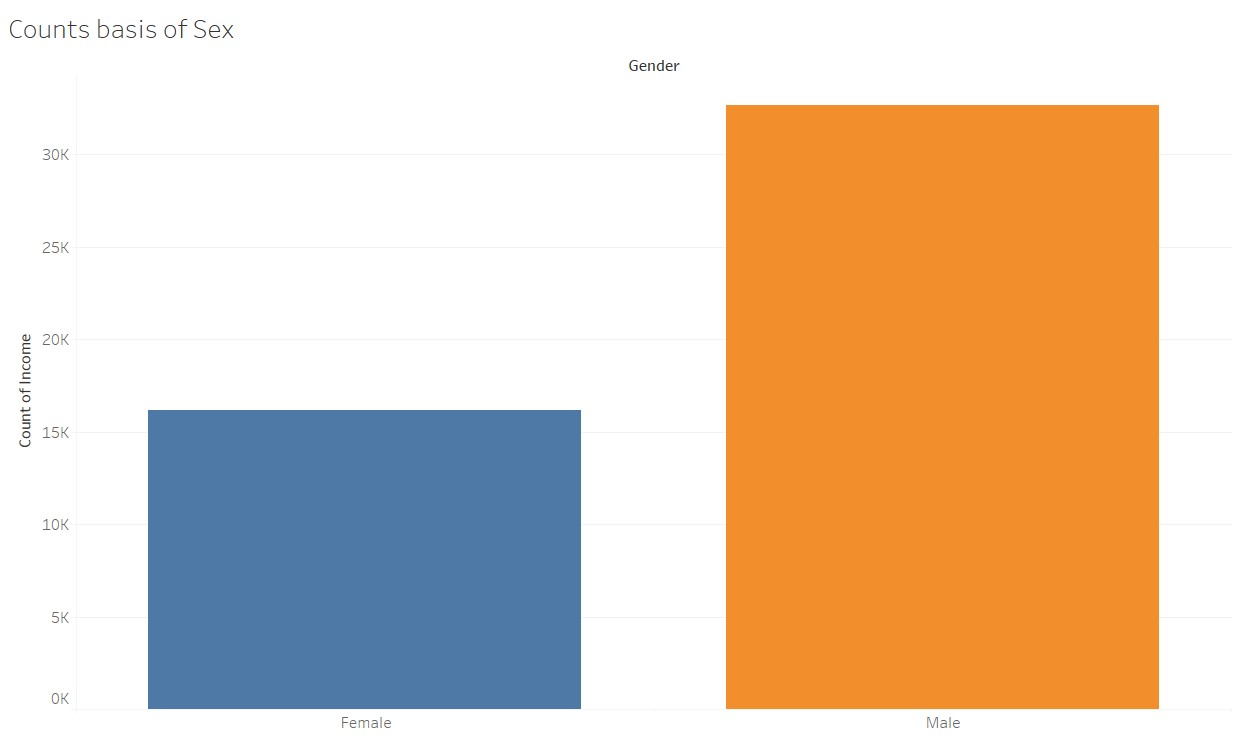 Counts basis of Sex
Gender
30K
25K
20K
15K
10K
5K
0K
Count of Income
Female
Male